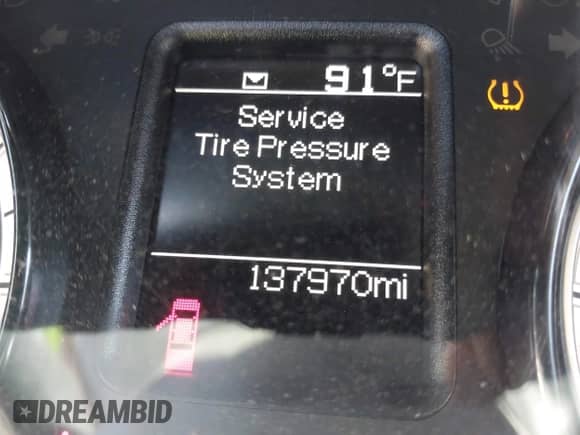 91°F
Service
Tire Pressure
System
137970mi
DREAMBID